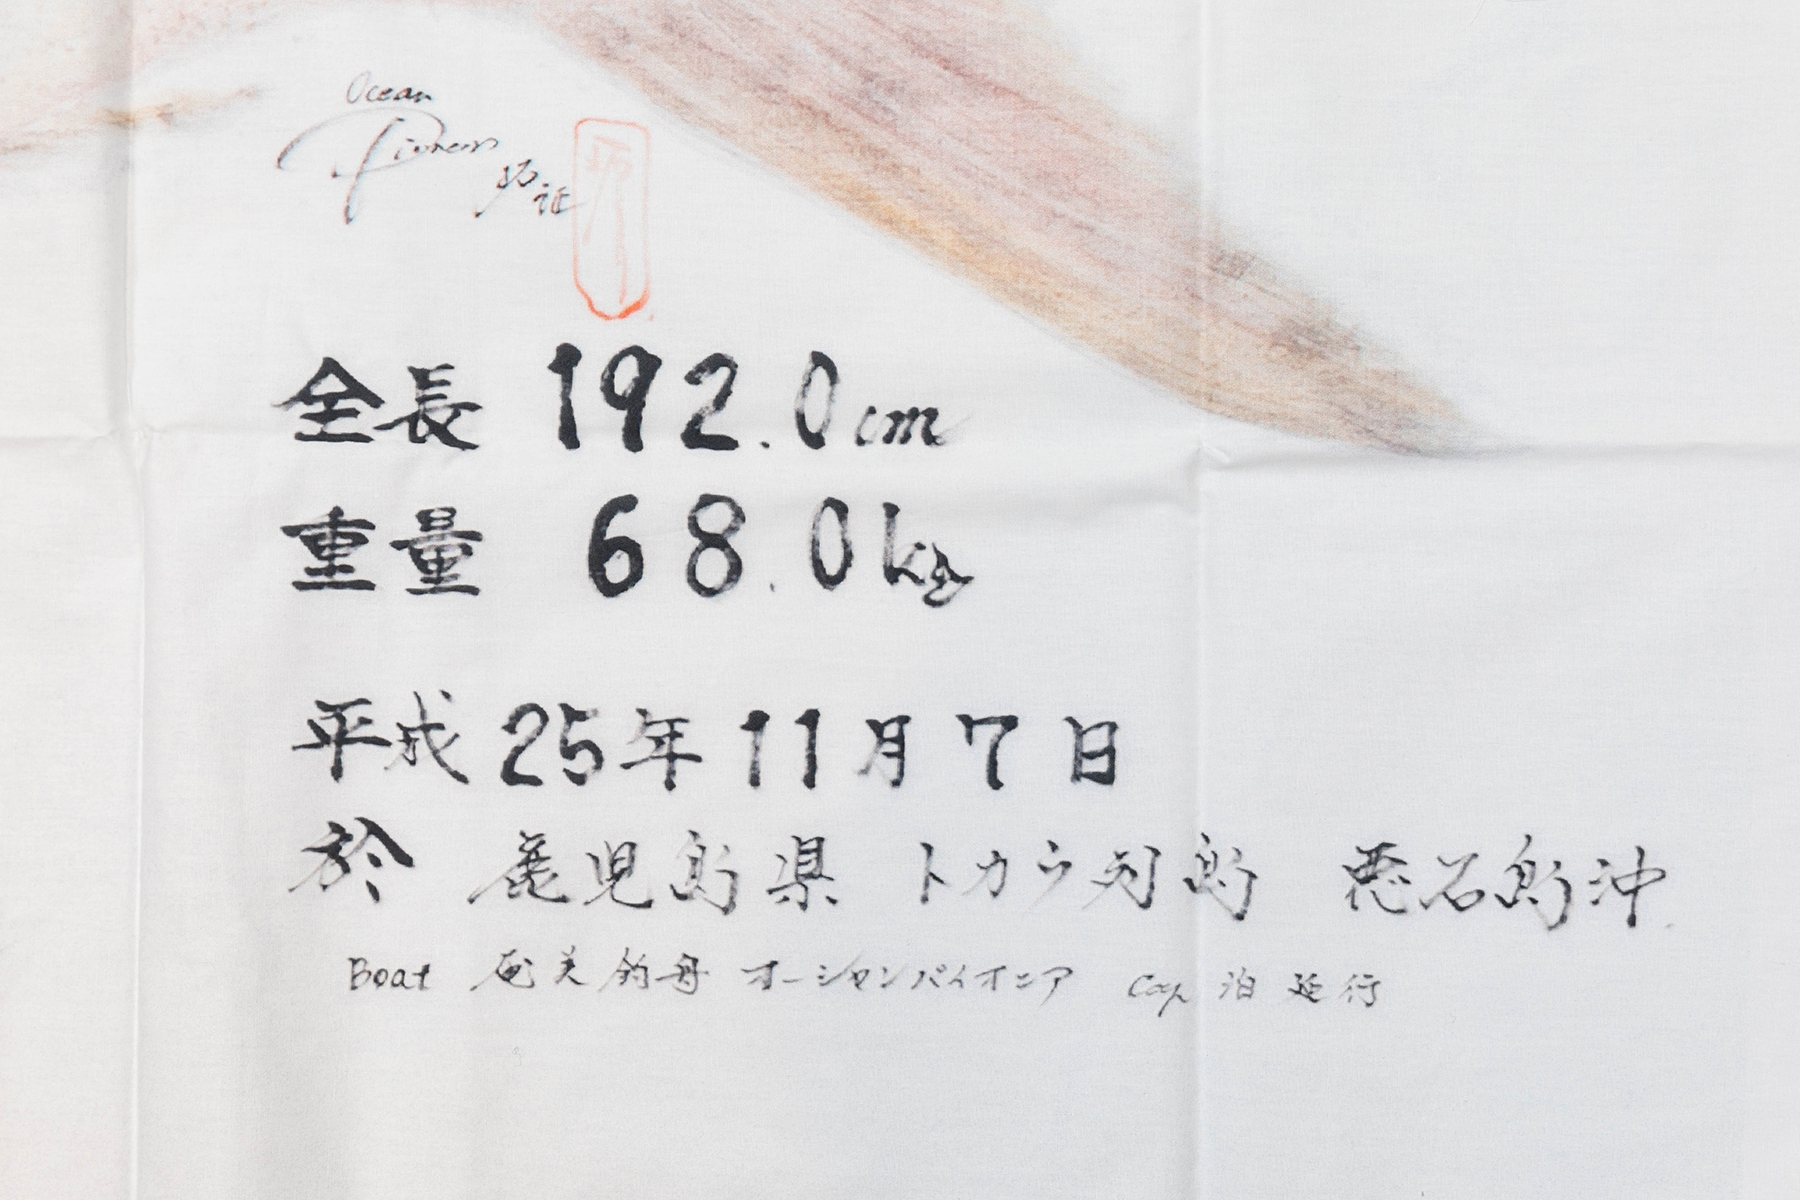 Ocean
Pioneer
全長 192.0cm
重量 68.0kg
平成25年11月7日
於 鹿児島県 トカラ列島 悪石島沖
Boat 奄美釣舟 オーシャンパイオニア Cap 泊 延行